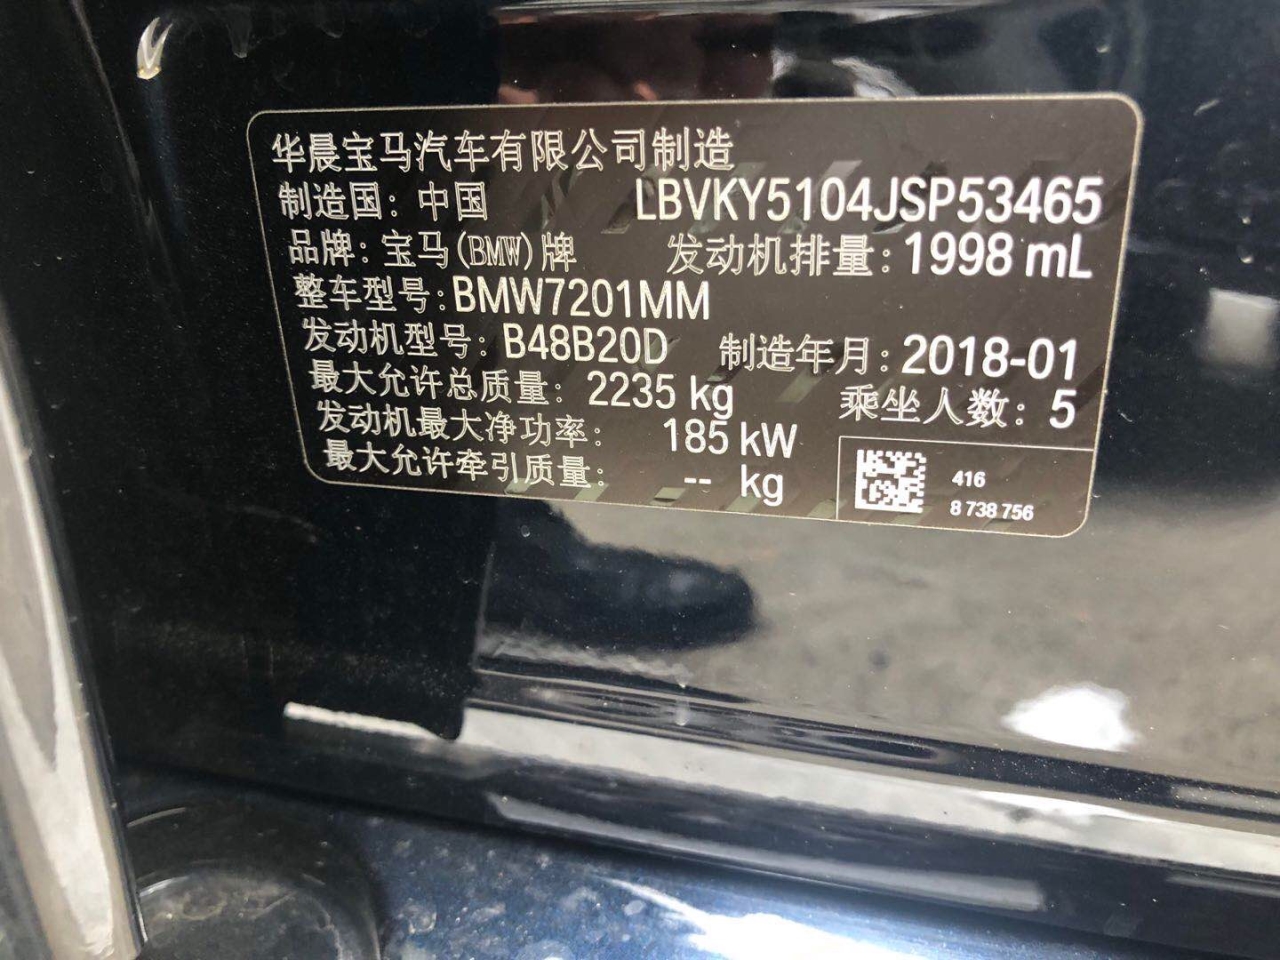 华晨宝马汽车有限公司制造
制造国：中国 LBVKY5104JSP53465
品牌：宝马(BMW)牌 发动机排量：1998 mL
整车型号：BMW7201MM
发动机型号：B48B20D 制造年月：2018-01
最大允许总质量：2235 kg 乘坐人数：5
发动机最大净功率：185 kW
最大允许牵引质量：-- kg
416
8 738 756